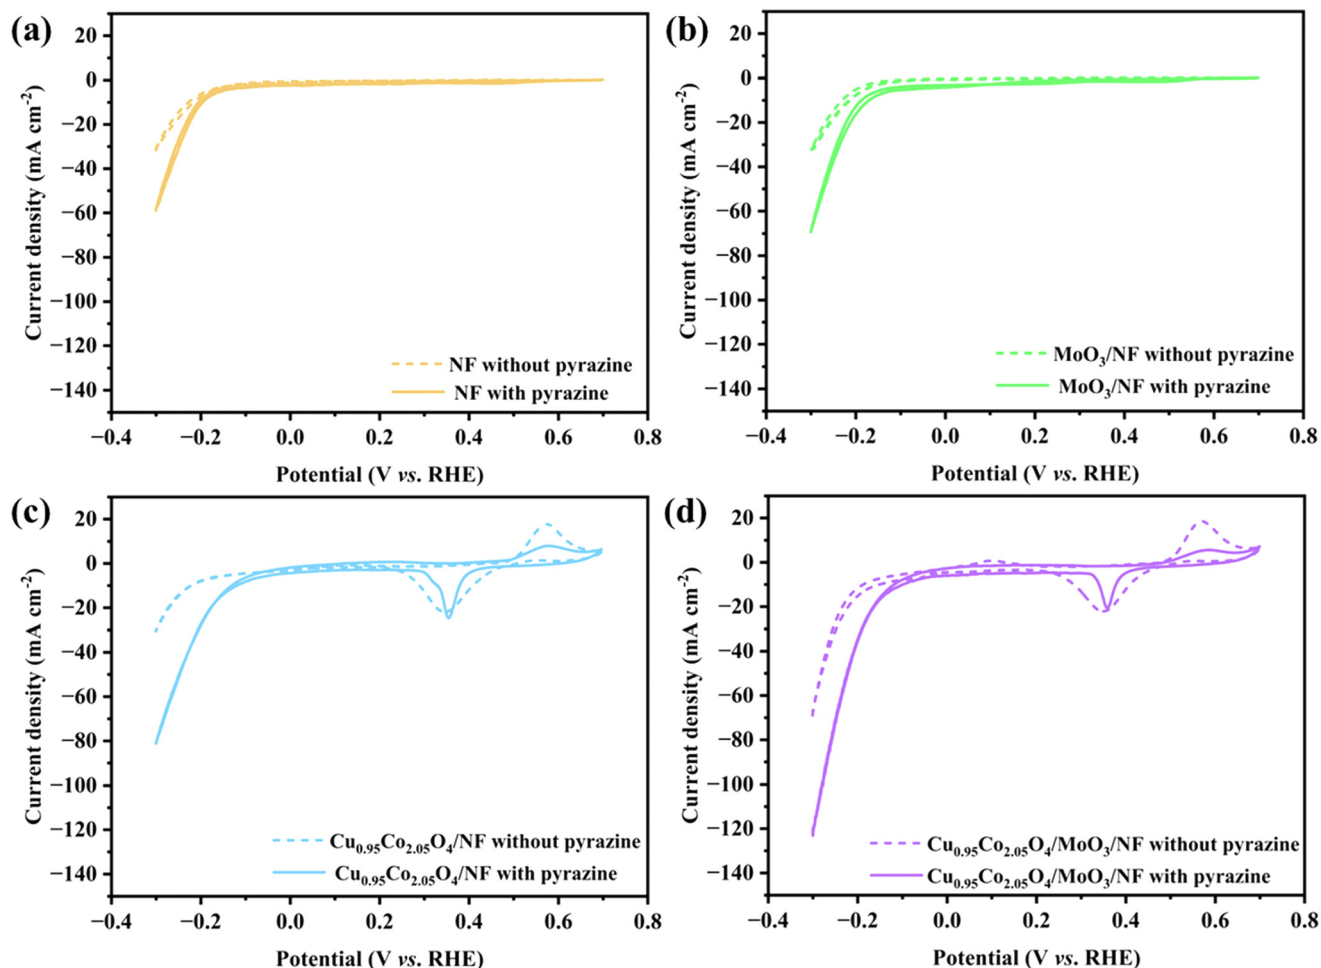 (a)
20
0
−20
−40
−60
−80
−100
−120
−140
Current density (mA cm⁻²)
NF without pyrazine
NF with pyrazine
−0.4 −0.2 0.0 0.2 0.4 0.6 0.8
Potential (V vs. RHE)
(b)
20
0
−20
−40
−60
−80
−100
−120
−140
Current density (mA cm⁻²)
MoO₃/NF without pyrazine
MoO₃/NF with pyrazine
−0.4 −0.2 0.0 0.2 0.4 0.6 0.8
Potential (V vs. RHE)
(c)
20
0
−20
−40
−60
−80
−100
−120
−140
Current density (mA cm⁻²)
Cu₀.₉₅Co₂.₀₅O₄/NF without pyrazine
Cu₀.₉₅Co₂.₀₅O₄/NF with pyrazine
−0.4 −0.2 0.0 0.2 0.4 0.6 0.8
Potential (V vs. RHE)
(d)
20
0
−20
−40
−60
−80
−100
−120
−140
Current density (mA cm⁻²)
Cu₀.₉₅Co₂.₀₅O₄/MoO₃/NF without pyrazine
Cu₀.₉₅Co₂.₀₅O₄/MoO₃/NF with pyrazine
−0.4 −0.2 0.0 0.2 0.4 0.6 0.8
Potential (V vs. RHE)